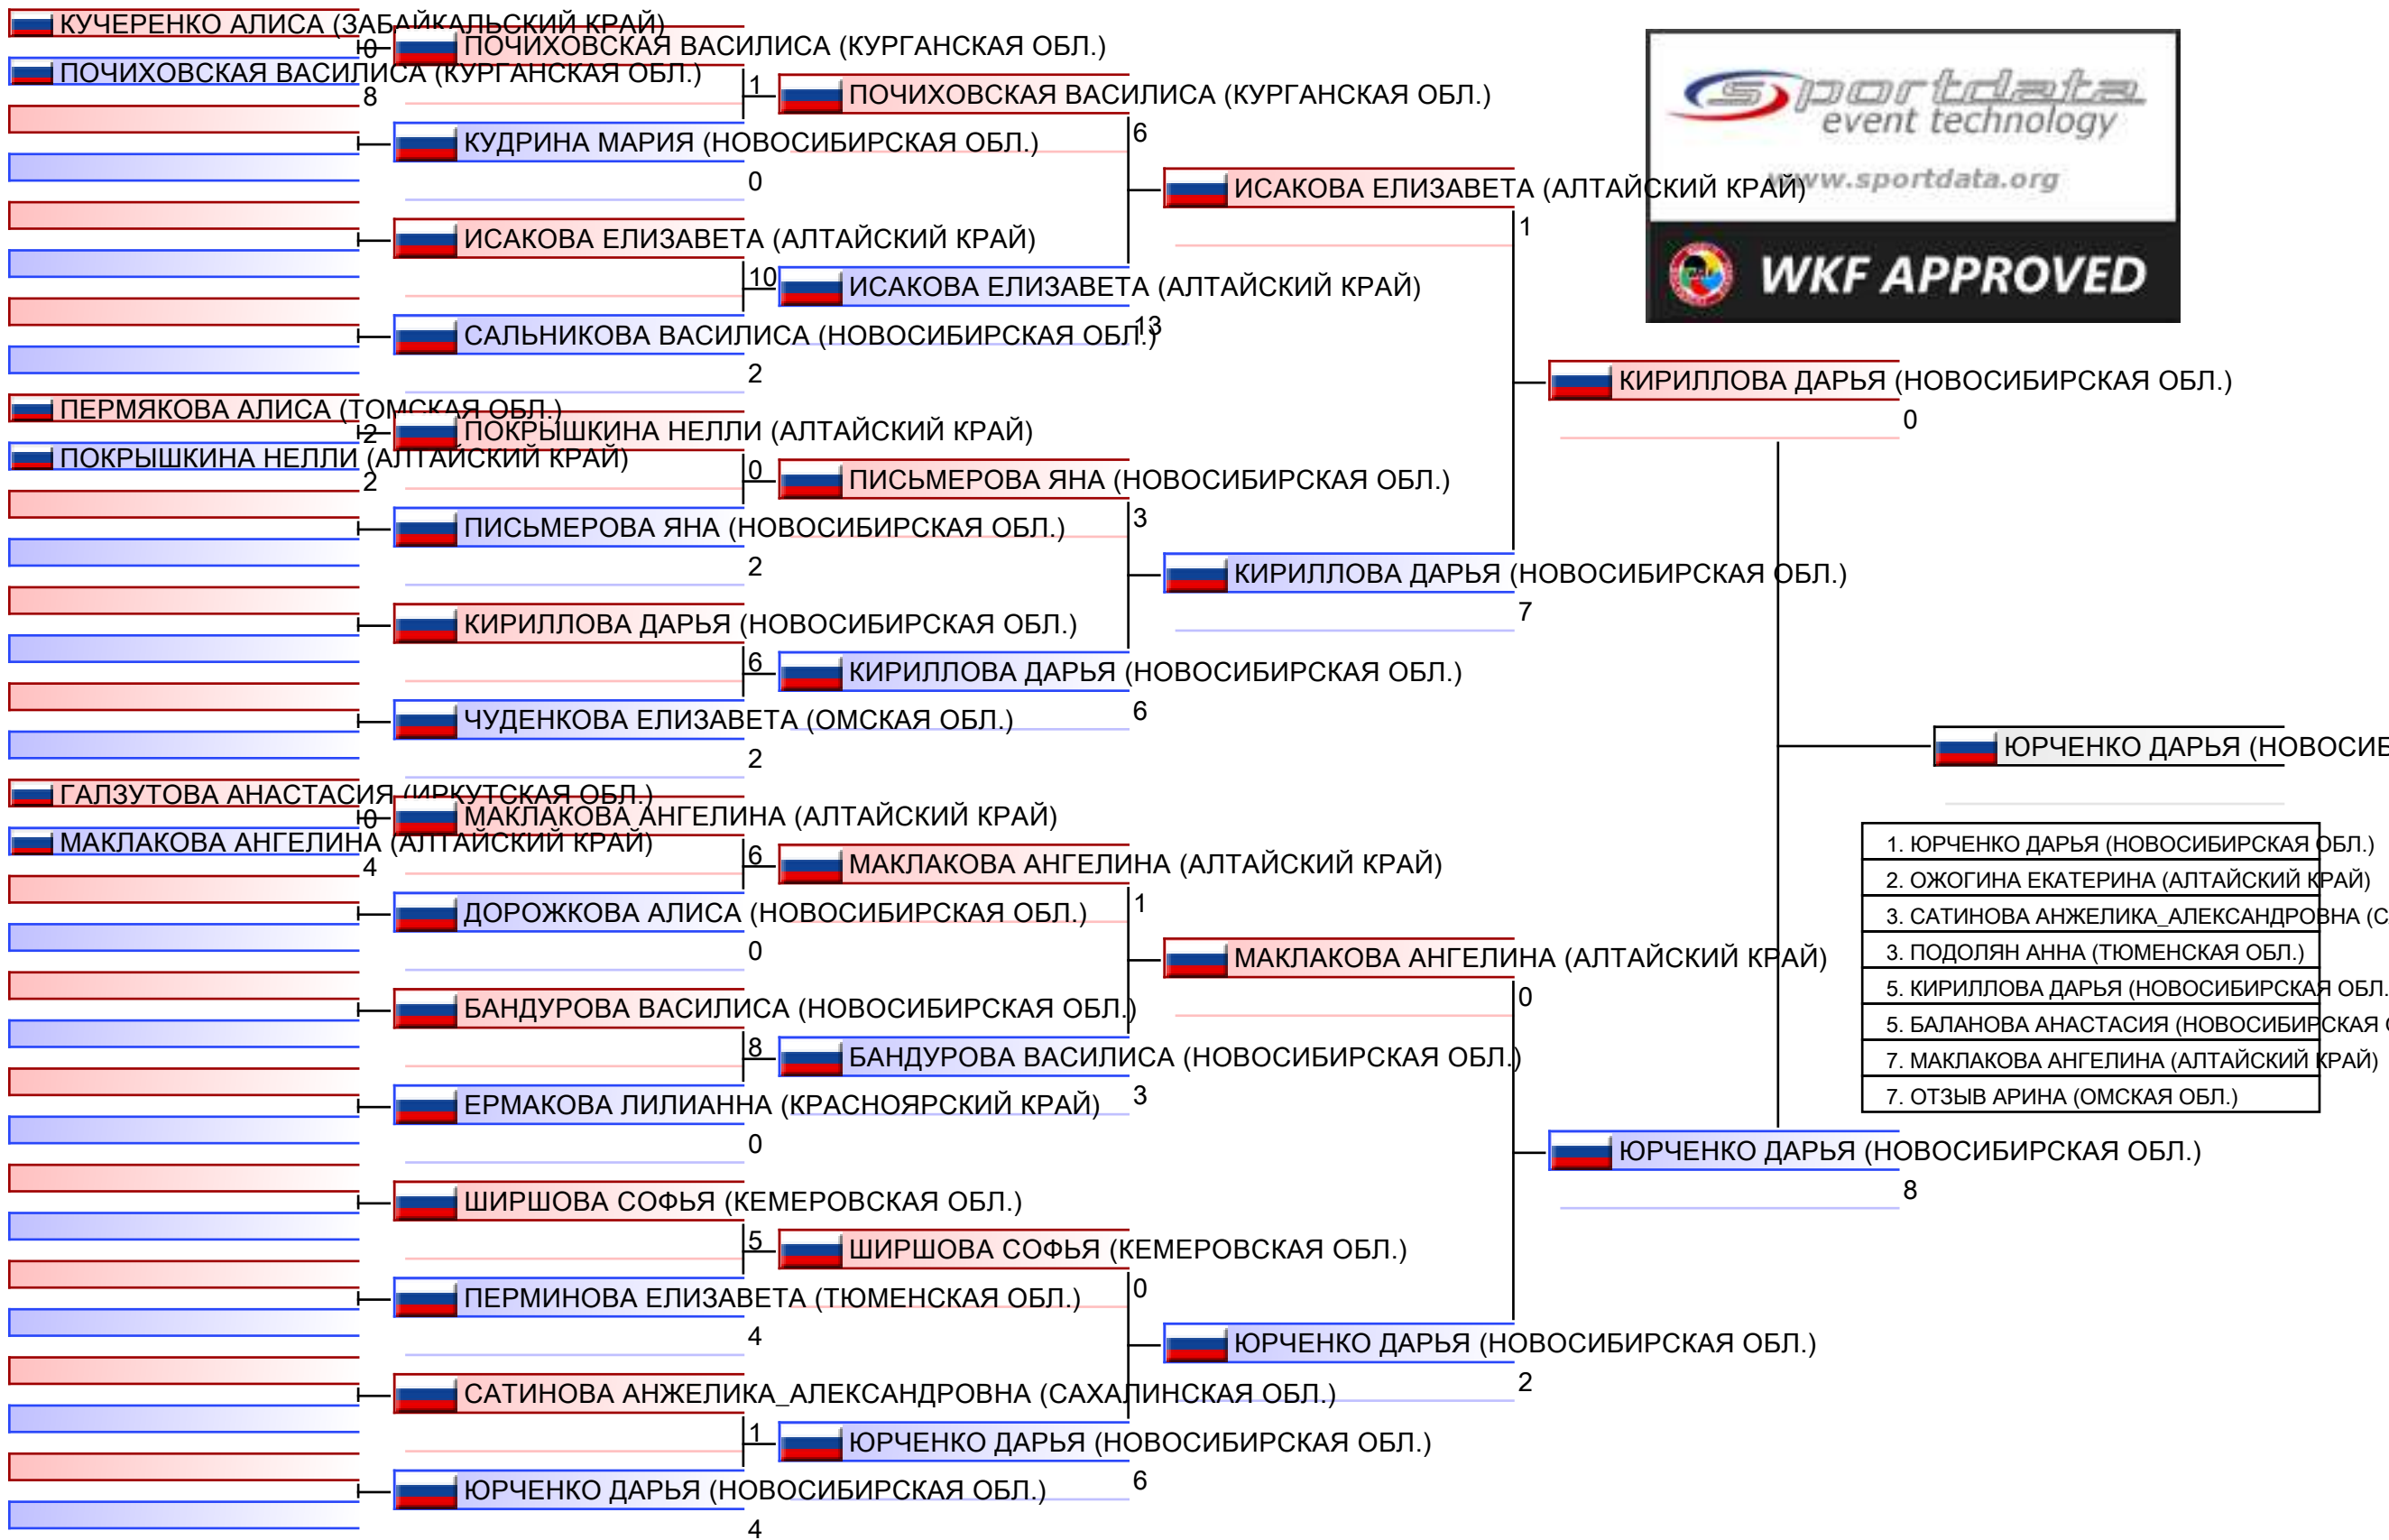 КУЧЕРЕНКО АЛИСА (ЗАБАЙКАЛЬСКИЙ КРАЙ)
0
ПОЧИХОВСКАЯ ВАСИЛИСА (КУРГАНСКАЯ ОБЛ.)
8
ПЕРМЯКОВА АЛИСА (ТОМСКАЯ ОБЛ.)
2
ПОКРЫШКИНА НЕЛЛИ (АЛТАЙСКИЙ КРАЙ)
2
ГАЛЗУТОВА АНАСТАСИЯ (ИРКУТСКАЯ ОБЛ.)
0
МАКЛАКОВА АНГЕЛИНА (АЛТАЙСКИЙ КРАЙ)
4
ПОЧИХОВСКАЯ ВАСИЛИСА (КУРГАНСКАЯ ОБЛ.)
1
КУДРИНА МАРИЯ (НОВОСИБИРСКАЯ ОБЛ.)
0
ИСАКОВА ЕЛИЗАВЕТА (АЛТАЙСКИЙ КРАЙ)
10
САЛЬНИКОВА ВАСИЛИСА (НОВОСИБИРСКАЯ ОБЛ.)
2
ПОКРЫШКИНА НЕЛЛИ (АЛТАЙСКИЙ КРАЙ)
0
ПИСЬМЕРОВА ЯНА (НОВОСИБИРСКАЯ ОБЛ.)
2
КИРИЛЛОВА ДАРЬЯ (НОВОСИБИРСКАЯ ОБЛ.)
6
ЧУДЕНКОВА ЕЛИЗАВЕТА (ОМСКАЯ ОБЛ.)
2
МАКЛАКОВА АНГЕЛИНА (АЛТАЙСКИЙ КРАЙ)
6
ДОРОЖКОВА АЛИСА (НОВОСИБИРСКАЯ ОБЛ.)
0
БАНДУРОВА ВАСИЛИСА (НОВОСИБИРСКАЯ ОБЛ.)
8
ЕРМАКОВА ЛИЛИАННА (КРАСНОЯРСКИЙ КРАЙ)
0
ШИРШОВА СОФЬЯ (КЕМЕРОВСКАЯ ОБЛ.)
5
ПЕРМИНОВА ЕЛИЗАВЕТА (ТЮМЕНСКАЯ ОБЛ.)
4
САТИНОВА АНЖЕЛИКА_АЛЕКСАНДРОВНА (САХАЛИНСКАЯ ОБЛ.)
1
ЮРЧЕНКО ДАРЬЯ (НОВОСИБИРСКАЯ ОБЛ.)
4
ПОЧИХОВСКАЯ ВАСИЛИСА (КУРГАНСКАЯ ОБЛ.)
6
ИСАКОВА ЕЛИЗАВЕТА (АЛТАЙСКИЙ КРАЙ)
13
ПИСЬМЕРОВА ЯНА (НОВОСИБИРСКАЯ ОБЛ.)
3
КИРИЛЛОВА ДАРЬЯ (НОВОСИБИРСКАЯ ОБЛ.)
6
МАКЛАКОВА АНГЕЛИНА (АЛТАЙСКИЙ КРАЙ)
1
БАНДУРОВА ВАСИЛИСА (НОВОСИБИРСКАЯ ОБЛ.)
3
ШИРШОВА СОФЬЯ (КЕМЕРОВСКАЯ ОБЛ.)
0
ЮРЧЕНКО ДАРЬЯ (НОВОСИБИРСКАЯ ОБЛ.)
6
ИСАКОВА ЕЛИЗАВЕТА (АЛТАЙСКИЙ КРАЙ)
1
КИРИЛЛОВА ДАРЬЯ (НОВОСИБИРСКАЯ ОБЛ.)
7
МАКЛАКОВА АНГЕЛИНА (АЛТАЙСКИЙ КРАЙ)
0
ЮРЧЕНКО ДАРЬЯ (НОВОСИБИРСКАЯ ОБЛ.)
2
sportdata
event technology
www.sportdata.org
WKF APPROVED
КИРИЛЛОВА ДАРЬЯ (НОВОСИБИРСКАЯ ОБЛ.)
0
ЮРЧЕНКО ДАРЬЯ (НОВОСИБИРСКАЯ ОБЛ.)
8
ЮРЧЕНКО ДАРЬЯ (НОВОСИБ
1. ЮРЧЕНКО ДАРЬЯ (НОВОСИБИРСКАЯ ОБЛ.)
2. ОЖОГИНА ЕКАТЕРИНА (АЛТАЙСКИЙ КРАЙ)
3. САТИНОВА АНЖЕЛИКА_АЛЕКСАНДРОВНА (С
3. ПОДОЛЯН АННА (ТЮМЕНСКАЯ ОБЛ.)
5. КИРИЛЛОВА ДАРЬЯ (НОВОСИБИРСКАЯ ОБЛ.
5. БАЛАНОВА АНАСТАСИЯ (НОВОСИБИРСКАЯ О
7. МАКЛАКОВА АНГЕЛИНА (АЛТАЙСКИЙ КРАЙ)
7. ОТЗЫВ АРИНА (ОМСКАЯ ОБЛ.)